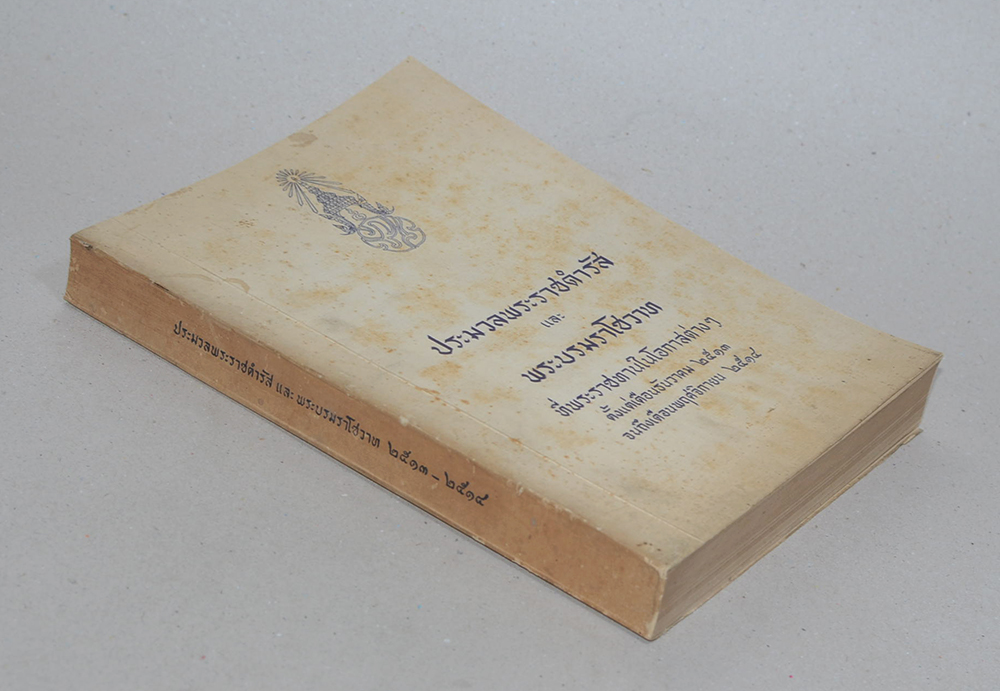 ประมวลพระราชดำรัส
และ
พระบรมราโชวาท
ที่พระราชทานในโอกาสต่างๆ
ตั้งแต่เดือนธันวาคม ๒๕๑๓
จนถึงเดือนพฤศจิกายน ๒๕๑๔
ประมวลพระราชดำรัส และ พระบรมราโชวาท ๒๕๑๓ - ๒๕๑๔